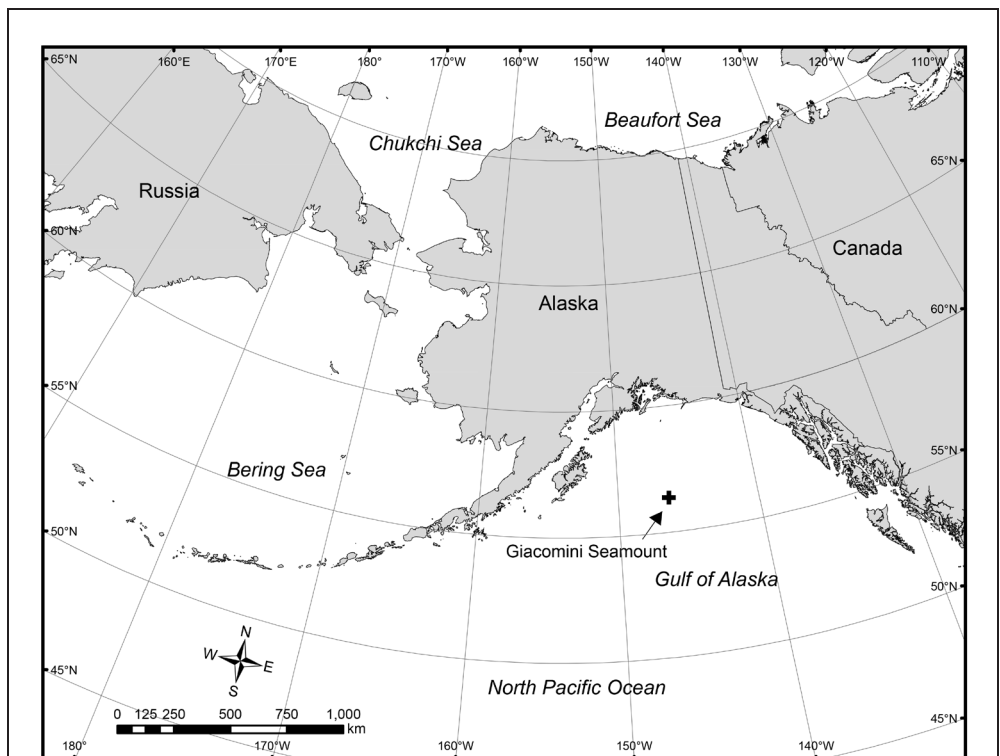 65°N
160°E 170°E 180° 170°W 160°W 150°W 140°W 130°W 120°W 110°W
Beaufort Sea
Chukchi Sea
65°N
Russia
60°N
Canada
Alaska
60°N
55°N
55°N
Bering Sea
50°N
Giacomini Seamount
Gulf of Alaska
50°N
N
W E
S
45°N
North Pacific Ocean
0 125 250 500 750 1,000
km
45°N
180° 170°W 160°W 150°W 140°W